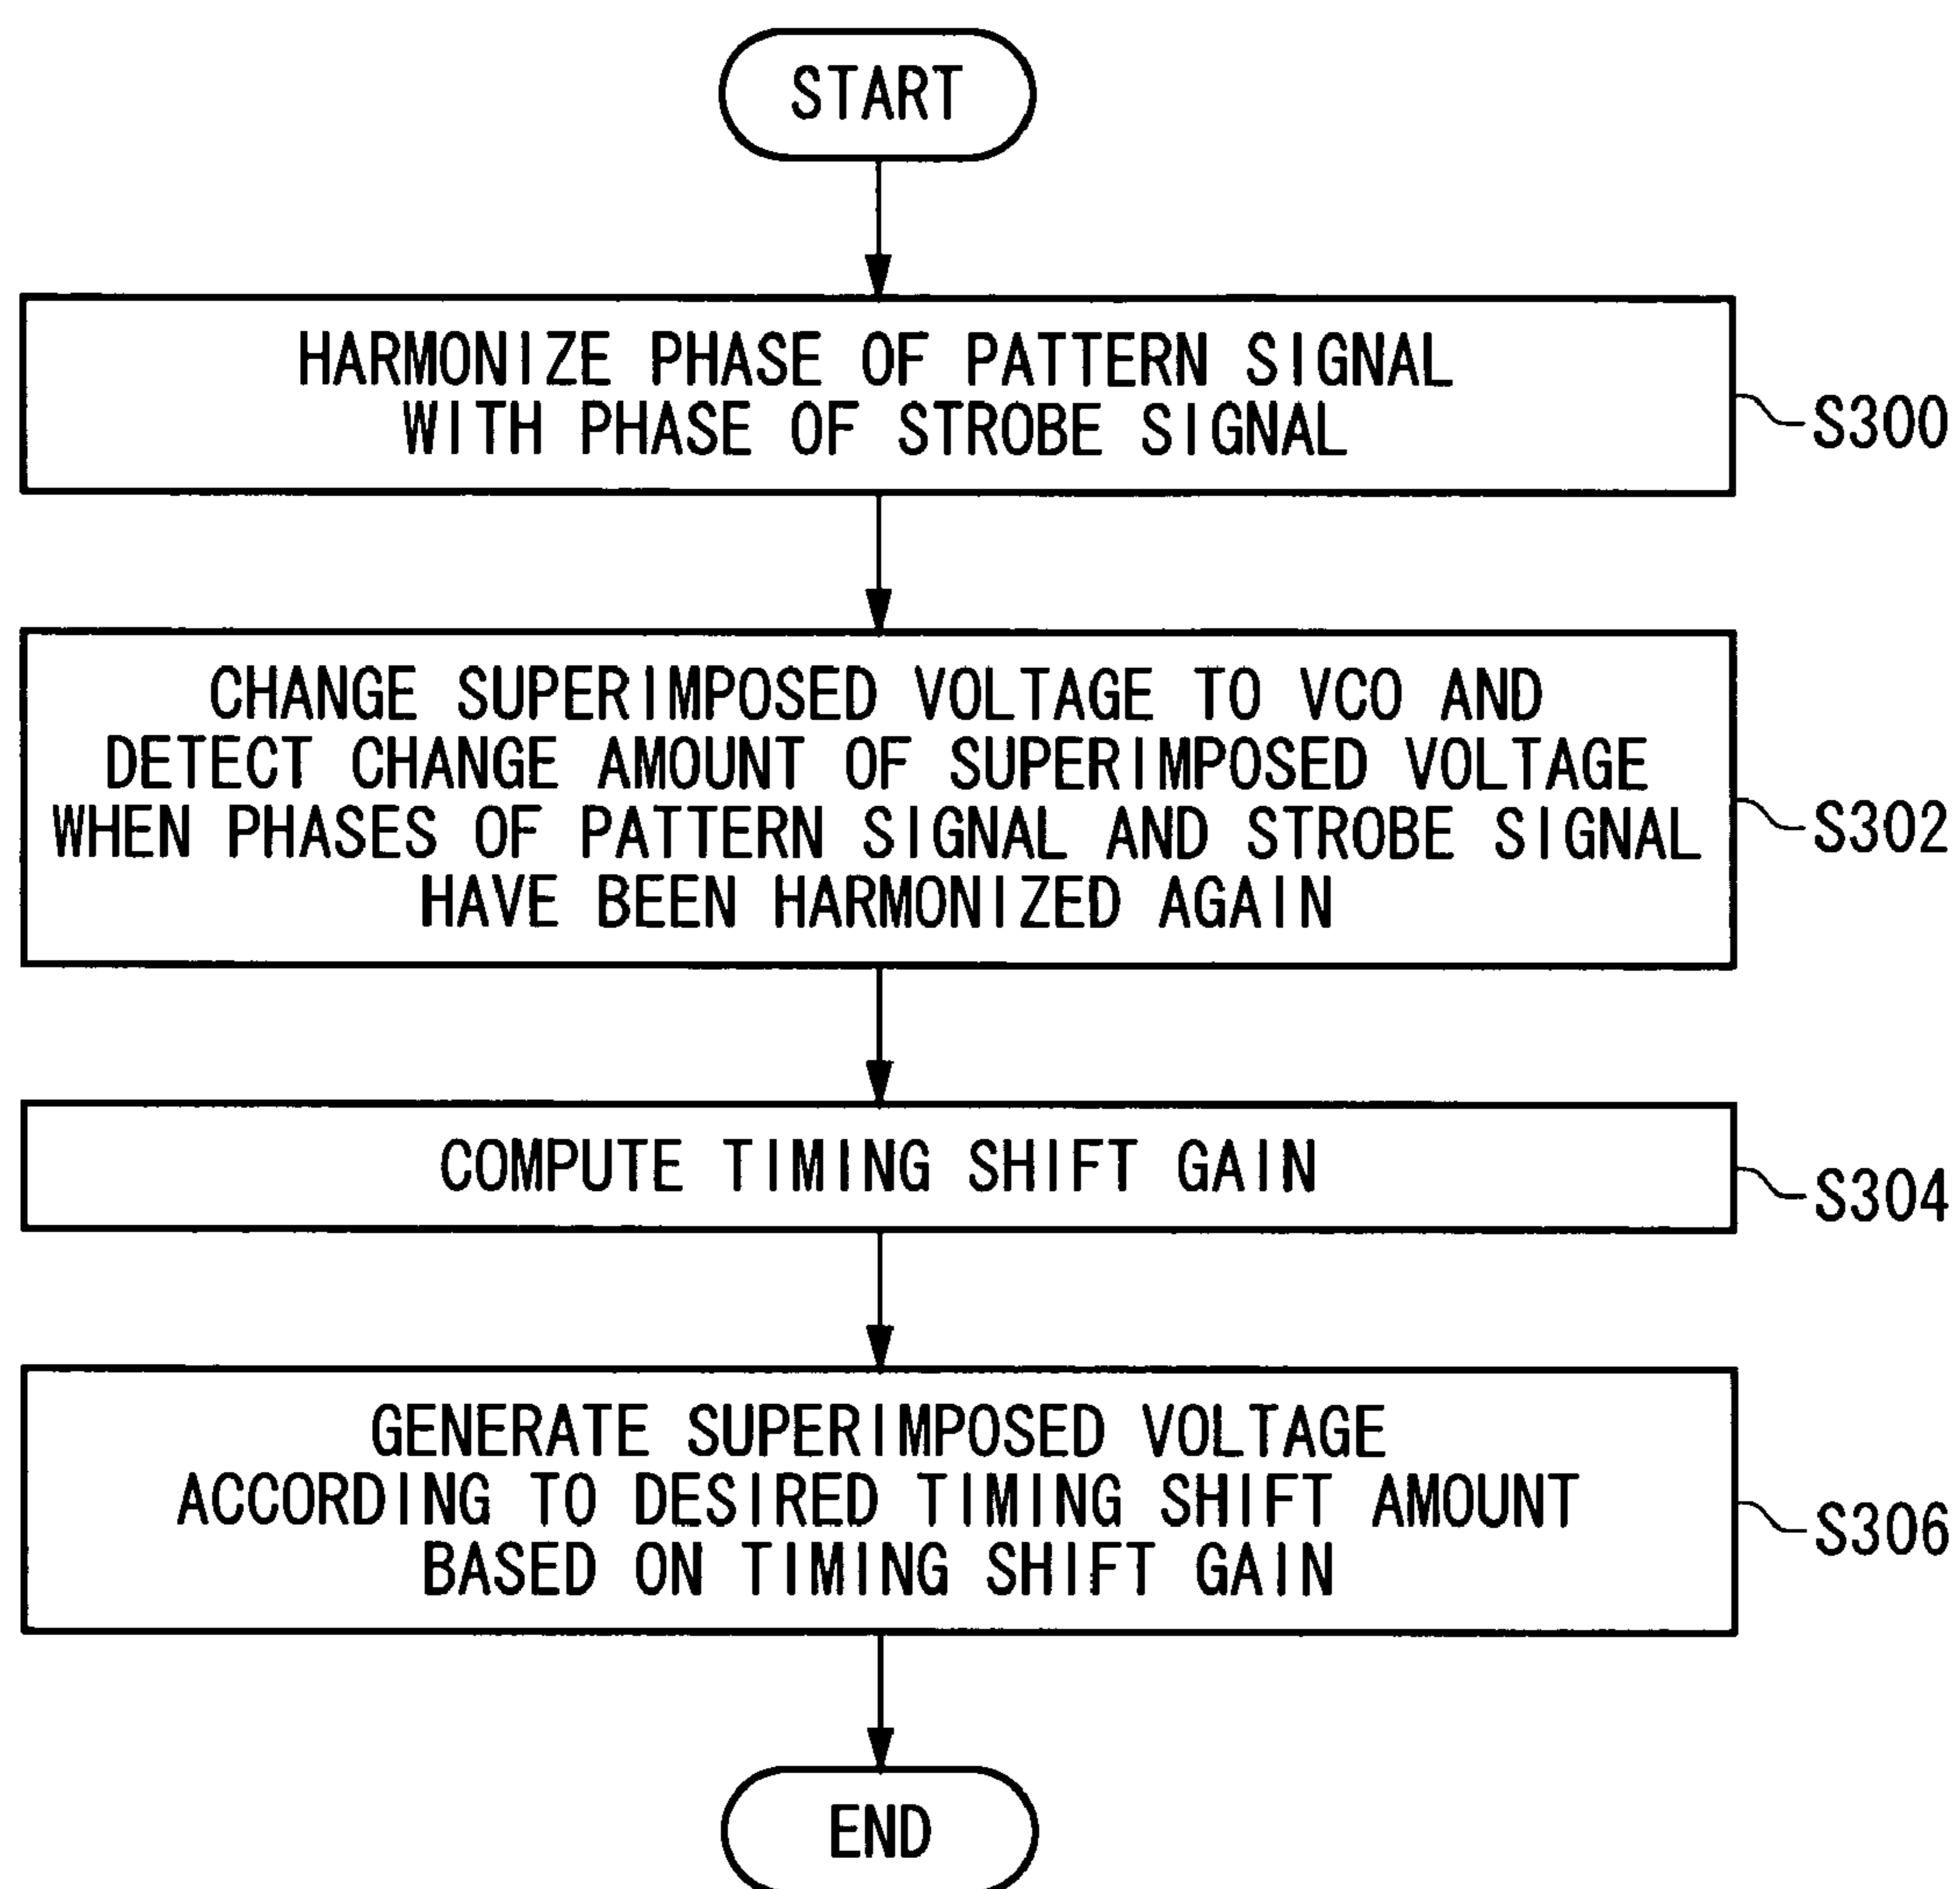 START
HARMONIZE PHASE OF PATTERN SIGNAL
WITH PHASE OF STROBE SIGNAL
S300
CHANGE SUPERIMPOSED VOLTAGE TO VCO AND
DETECT CHANGE AMOUNT OF SUPERIMPOSED VOLTAGE
WHEN PHASES OF PATTERN SIGNAL AND STROBE SIGNAL
HAVE BEEN HARMONIZED AGAIN
S302
COMPUTE TIMING SHIFT GAIN
S304
GENERATE SUPERIMPOSED VOLTAGE
ACCORDING TO DESIRED TIMING SHIFT AMOUNT
BASED ON TIMING SHIFT GAIN
S306
END